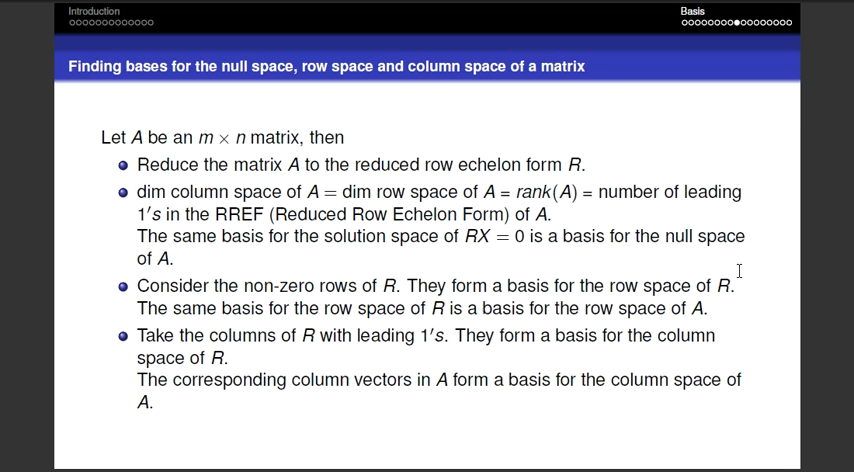 Introduction
Basis
Finding bases for the null space, row space and column space of a matrix
Let A be an m × n matrix, then
Reduce the matrix A to the reduced row echelon form R.
dim column space of A = dim row space of A = rank(A) = number of leading
1's in the RREF (Reduced Row Echelon Form) of A.
The same basis for the solution space of RX = 0 is a basis for the null space
of A.
Consider the non-zero rows of R. They form a basis for the row space of R.
The same basis for the row space of R is a basis for the row space of A.
Take the columns of R with leading 1's. They form a basis for the column
space of R.
The corresponding column vectors in A form a basis for the column space of
A.